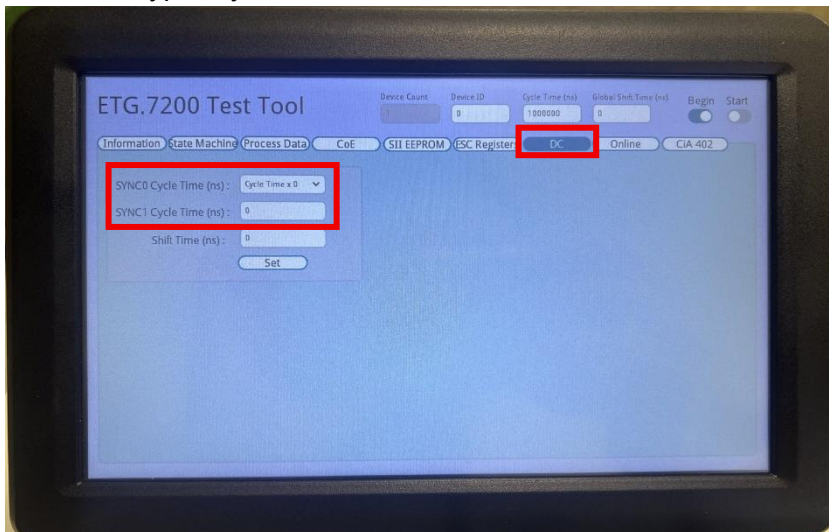 ETG.7200 Test Tool
Device Count Device ID Cycle Time (ns) Global Shift Time (ns) Begin Start
1 0 1000000 0
Information State Machine Process Data CoE SII EEPROM ESC Register DC Online CiA 402
SYNC0 Cycle Time (ns) : Cycle Time x 0
SYNC1 Cycle Time (ns) : 0
Shift Time (ns) : 0
Set